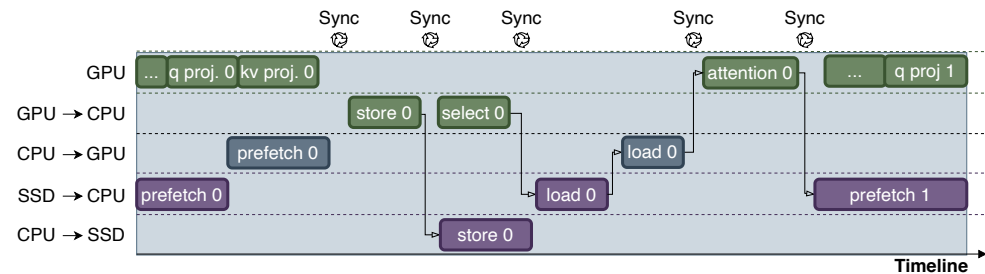 Sync Sync Sync Sync Sync
GPU ... q proj. 0 kv proj. 0 attention 0 ... q proj 1
GPU → CPU store 0 select 0
CPU → GPU prefetch 0 load 0
SSD → CPU prefetch 0 load 0 prefetch 1
CPU → SSD store 0
Timeline